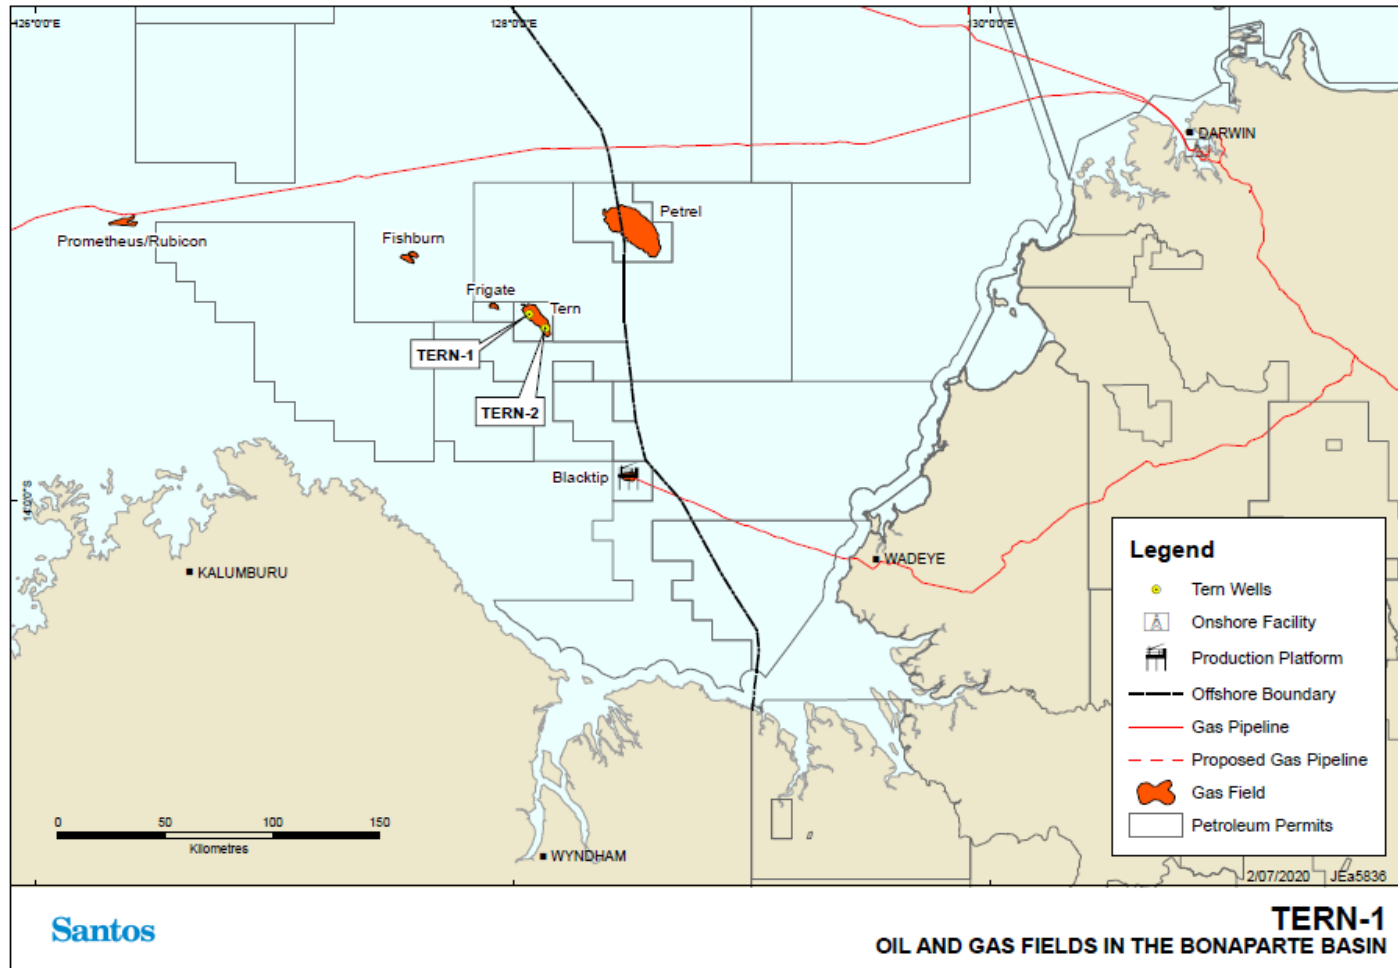 126°0'0"E
128°0'0"E
130°0'0"E
DARWIN
Petrel
Prometheus/Rubicon
Fishburn
Frigate
Tern
TERN-1
TERN-2
Blacktip
14°0'0"S
WADEYE
KALUMBURU
WYNDHAM
Legend
Tern Wells
Onshore Facility
Production Platform
Offshore Boundary
Gas Pipeline
Proposed Gas Pipeline
Gas Field
Petroleum Permits
0 50 100 150
Kilometres
2/07/2020 JEa5836
Santos
TERN-1
OIL AND GAS FIELDS IN THE BONAPARTE BASIN